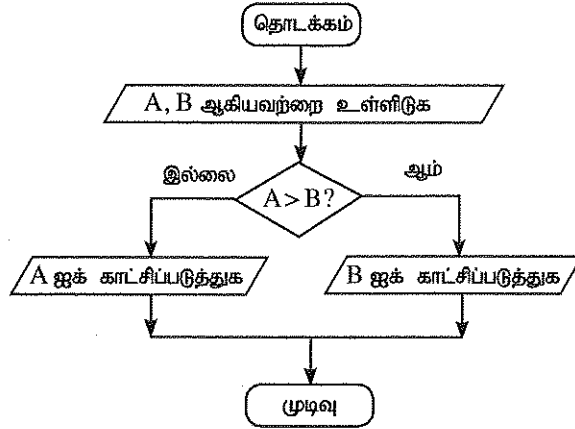 தொடக்கம்
A, B ஆகியவற்றை உள்ளிடுக
இல்லை
ஆம்
A > B?
A ஐக் காட்சிப்படுத்துக
B ஐக் காட்சிப்படுத்துக
முடிவு